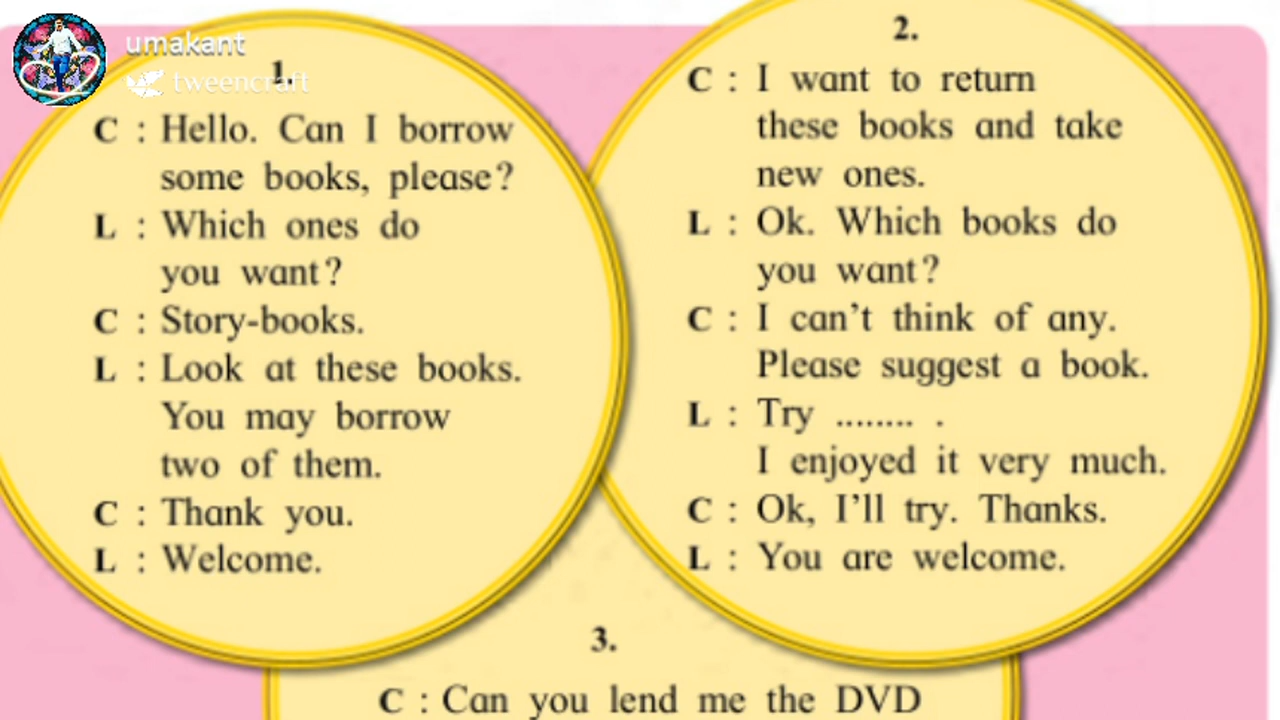 umakant
tweencraft
1.
C : Hello. Can I borrow
some books, please?
L : Which ones do
you want?
C : Story-books.
L : Look at these books.
You may borrow
two of them.
C : Thank you.
L : Welcome.
2.
C : I want to return
these books and take
new ones.
L : Ok. Which books do
you want?
C : I can't think of any.
Please suggest a book.
L : Try ........ .
I enjoyed it very much.
C : Ok, I'll try. Thanks.
L : You are welcome.
3.
C : Can you lend me the DVD